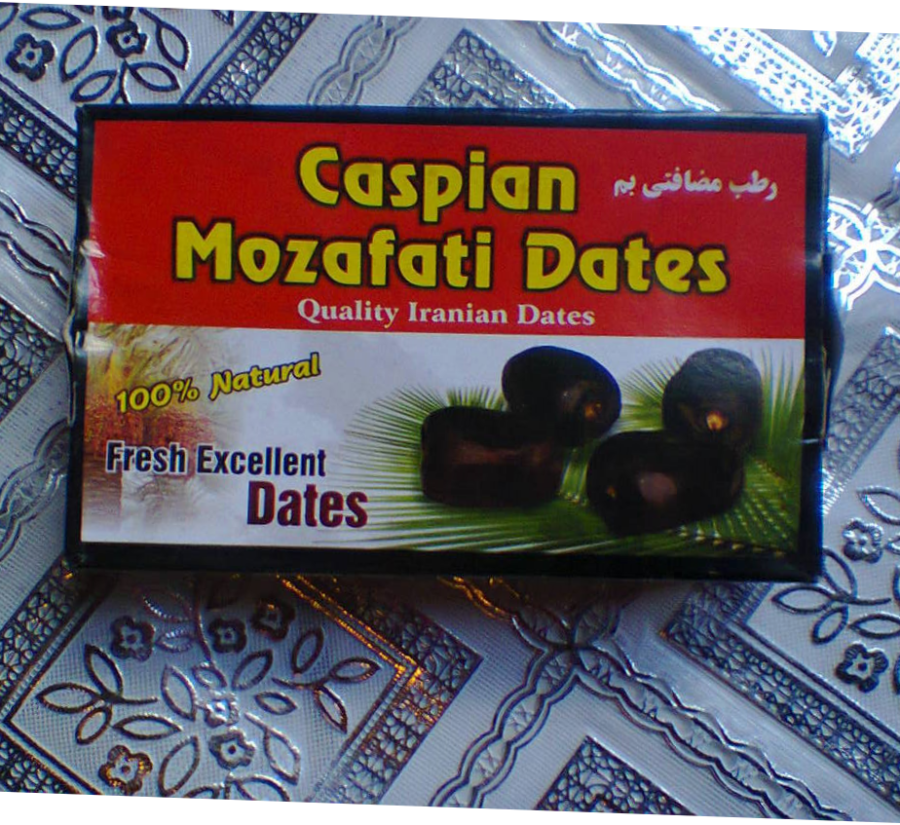 Caspian
رطب مضافتی بم
Mozafati Dates
Quality Iranian Dates
100% Natural
Fresh Excellent
Dates